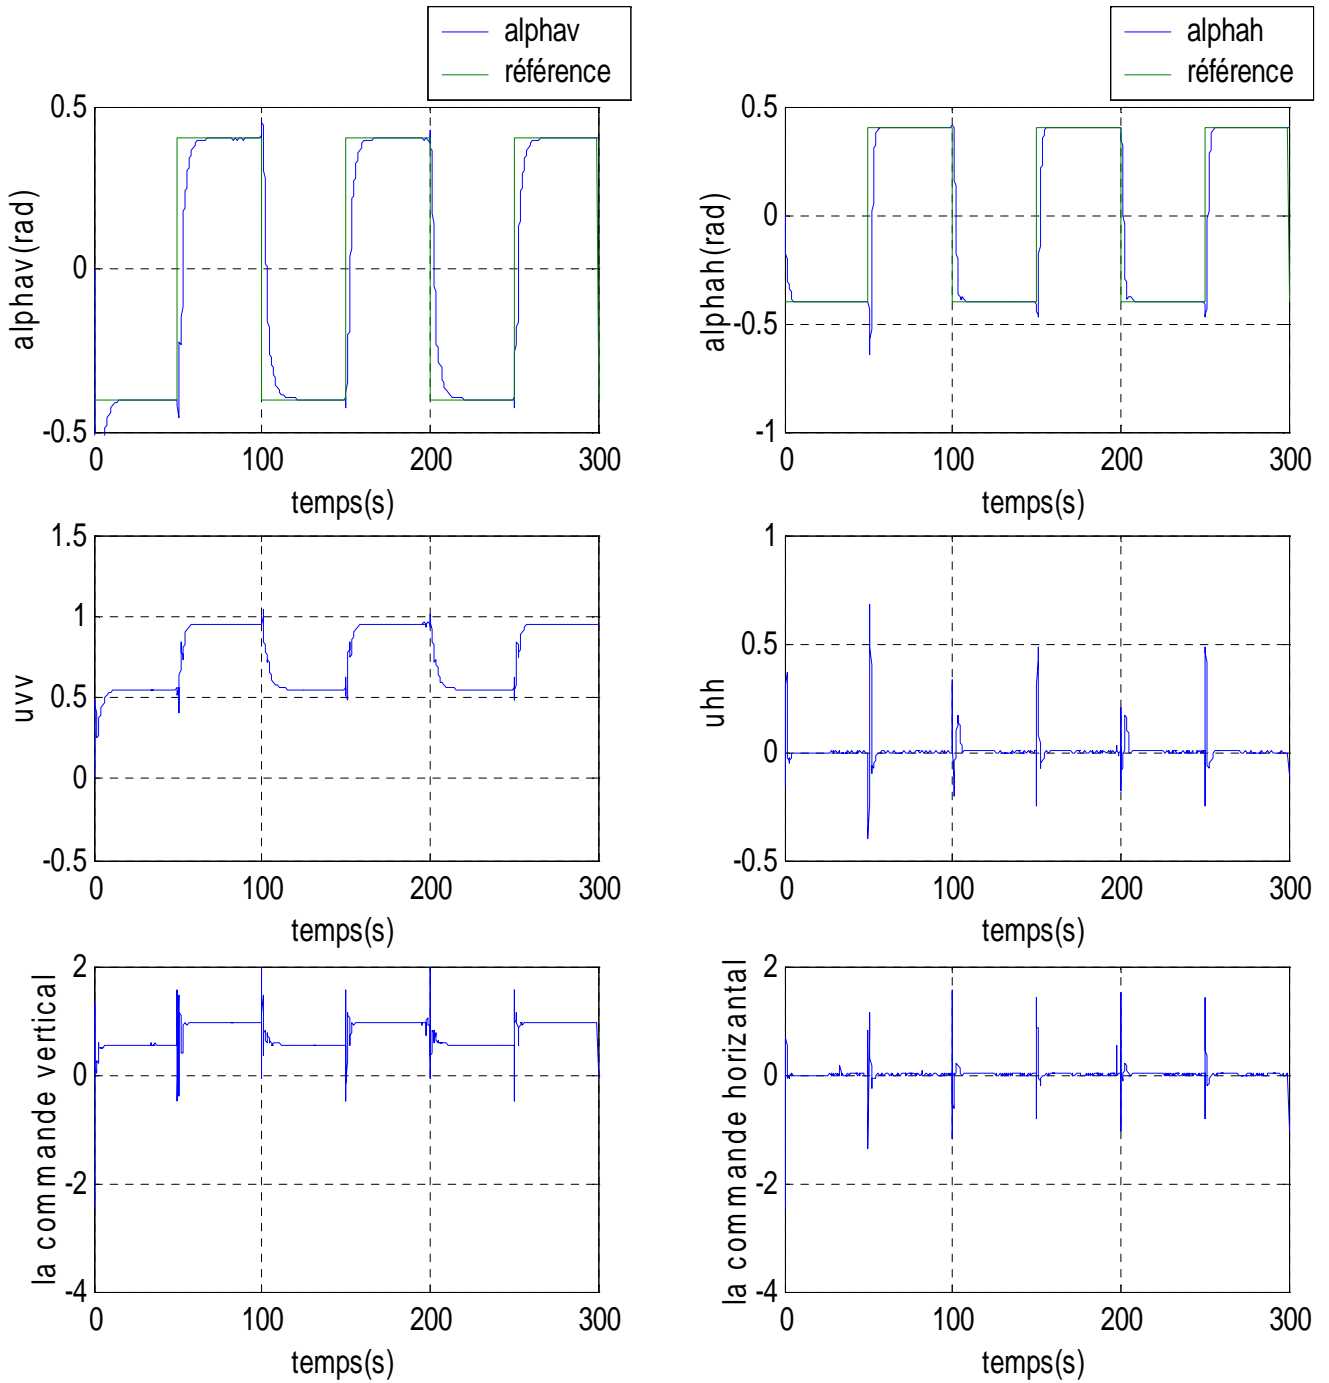 alphav
référence
0.5
0
-0.5
alphav(rad)
0 100 200 300
temps(s)
alphah
référence
0.5
0
-0.5
-1
alphah(rad)
0 100 200 300
temps(s)
1.5
1
0.5
0
-0.5
uvv
0 100 200 300
temps(s)
1
0.5
0
-0.5
uhh
0 100 200 300
temps(s)
2
0
-2
-4
la commande vertical
0 100 200 300
temps(s)
2
0
-2
-4
la commande horizantal
0 100 200 300
temps(s)